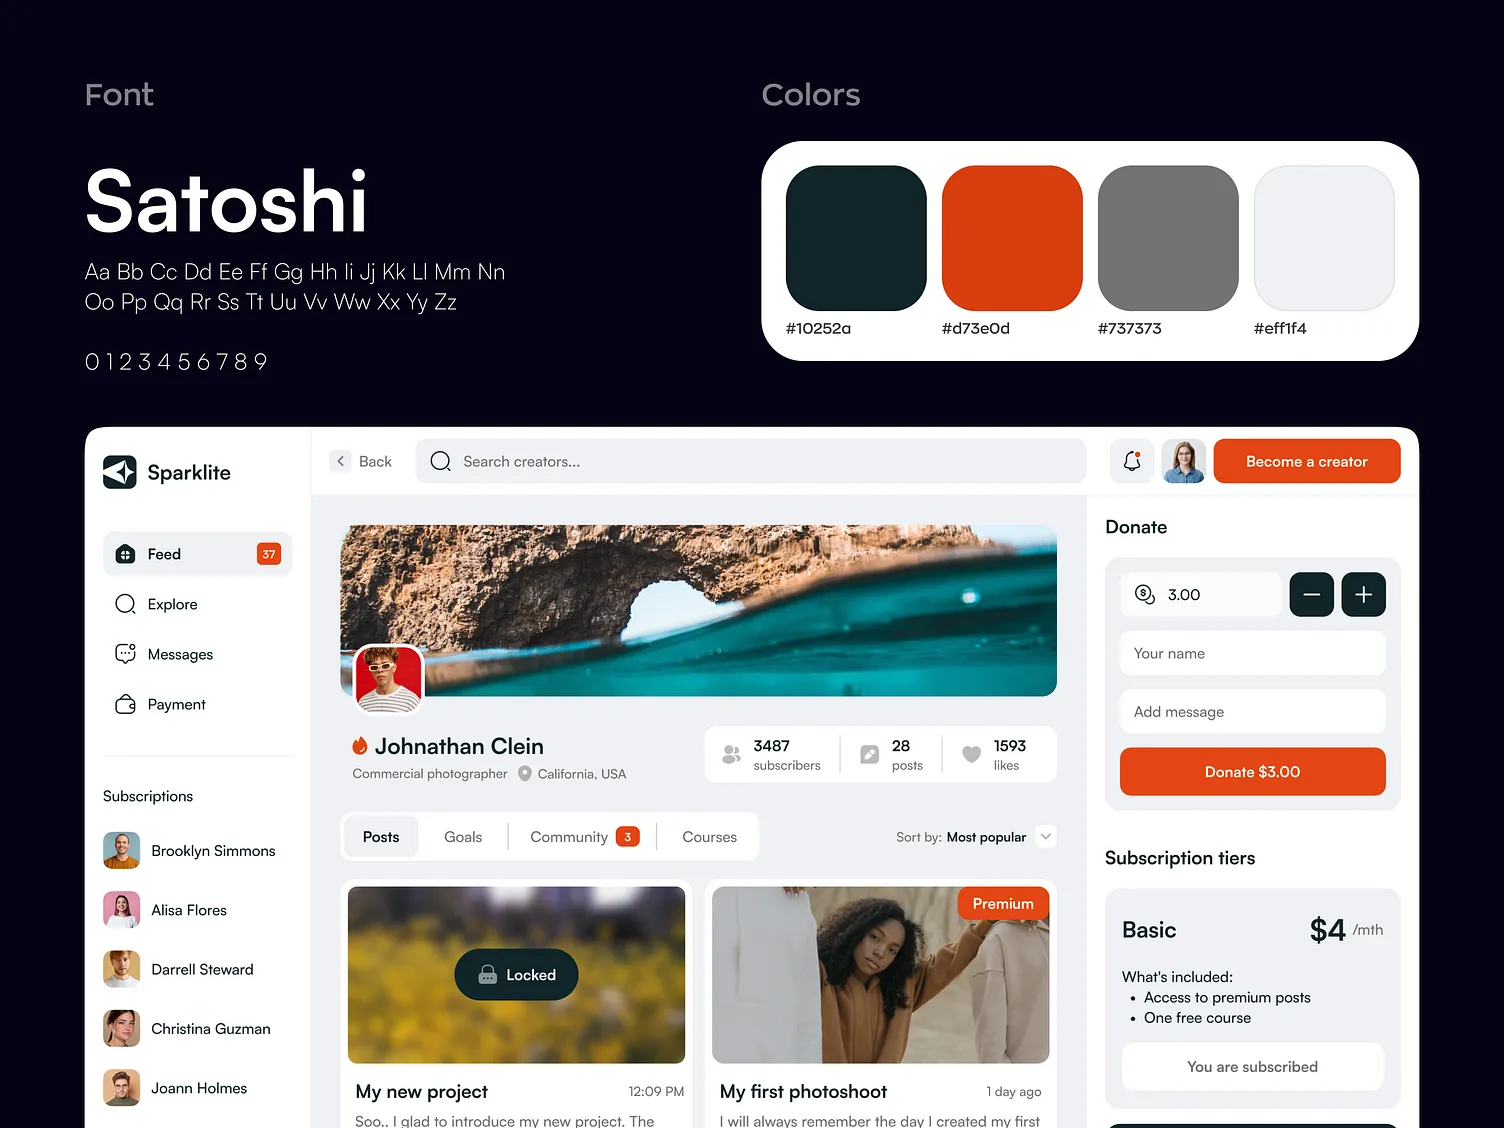 Font
Satoshi
Aa Bb Cc Dd Ee Ff Gg Hh Ii Jj Kk Ll Mm Nn
Oo Pp Qq Rr Ss Tt Uu Vv Ww Xx Yy Zz
0 1 2 3 4 5 6 7 8 9
Colors
#10252a
#d73e0d
#737373
#eff1f4
Sparklite
Feed
37
Explore
Messages
Payment
Subscriptions
Brooklyn Simmons
Alisa Flores
Darrell Steward
Christina Guzman
Joann Holmes
Back
Search creators...
Become a creator
Johnathan Clein
Commercial photographer
California, USA
3487
subscribers
28
posts
1593
likes
Posts
Goals
Community
3
Courses
Sort by: Most popular
Locked
My new project
12:09 PM
Soo.. I glad to introduce my new project. The
Premium
My first photoshoot
1 day ago
I will always remember the day I created my first
Donate
3.00
Your name
Add message
Donate $3.00
Subscription tiers
Basic
$4 /mth
What's included:
• Access to premium posts
• One free course
You are subscribed